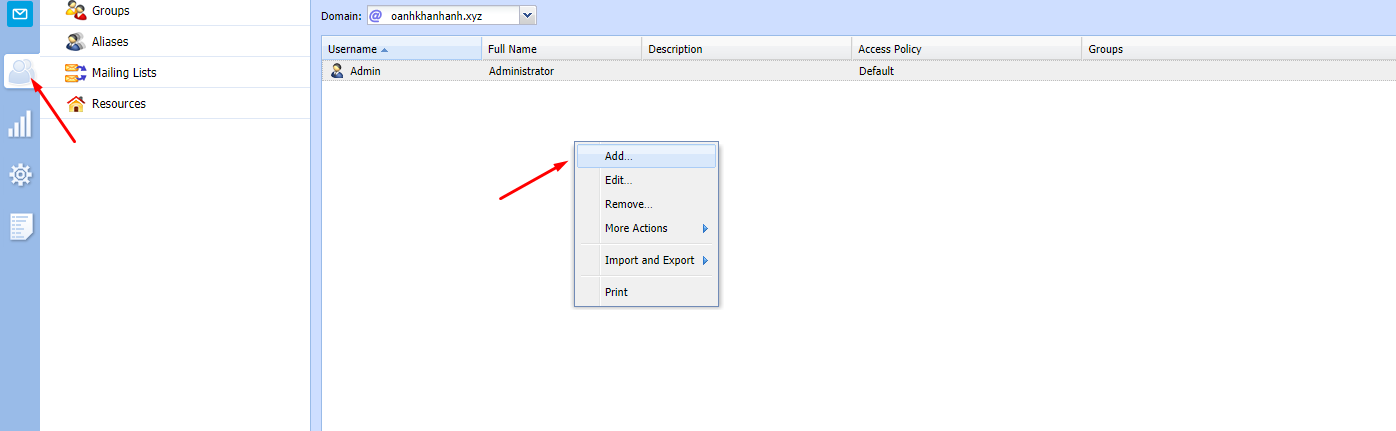 Groups
Aliases
Mailing Lists
Resources
Domain: @ oanhkhanhanh.xyz
Username Full Name Description Access Policy Groups
Admin Administrator Default
Add...
Edit...
Remove...
More Actions
Import and Export
Print